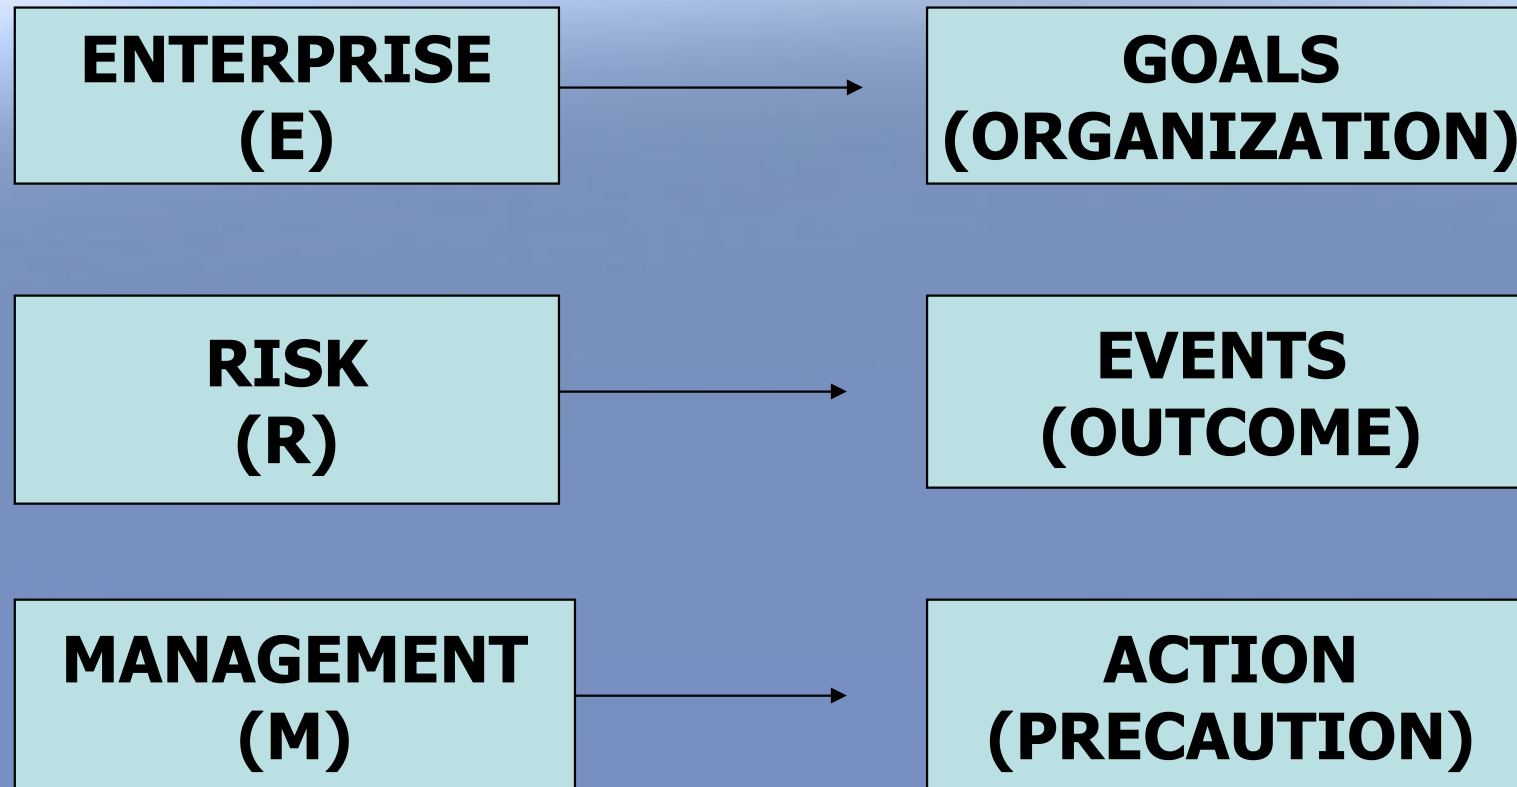 ENTERPRISE
(E)
GOALS
(ORGANIZATION)
RISK
(R)
EVENTS
(OUTCOME)
MANAGEMENT
(M)
ACTION
(PRECAUTION)